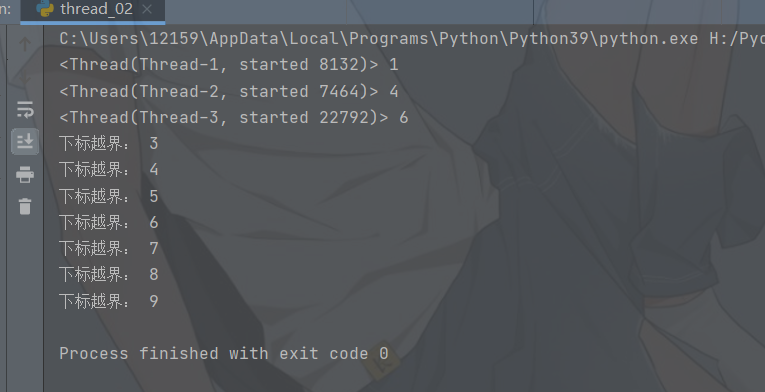 n:
thread_02
C:\Users\12159\AppData\Local\Programs\Python\Python39\python.exe H:/Pyc
<Thread(Thread-1, started 8132)> 1
<Thread(Thread-2, started 7464)> 4
<Thread(Thread-3, started 22792)> 6
下标越界： 3
下标越界： 4
下标越界： 5
下标越界： 6
下标越界： 7
下标越界： 8
下标越界： 9
Process finished with exit code 0